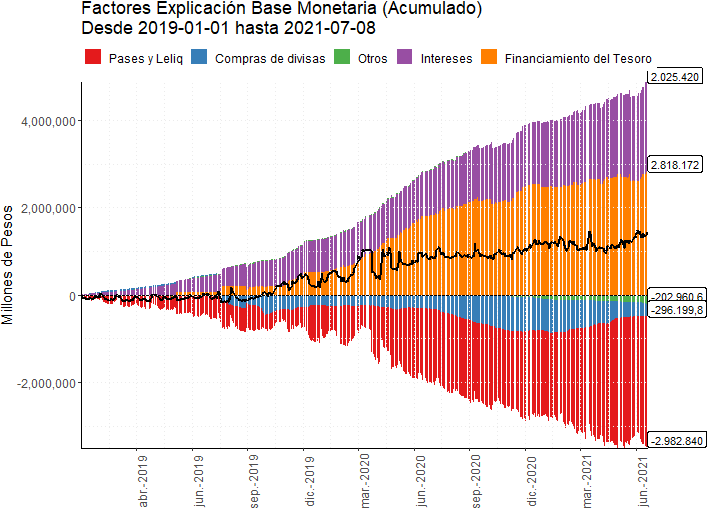 Factores Explicación Base Monetaria (Acumulado)
Desde 2019-01-01 hasta 2021-07-08
Pases y Leliq Compras de divisas Otros Intereses Financiamiento del Tesoro
Millones de Pesos
4,000,000
2,000,000
0
-2,000,000
2.025.420
2.818.172
-202.960,6
-296.199,8
-2.982.840
abr.-2019 jun.-2019 sep.-2019 dic.-2019 mar.-2020 jun.-2020 sep.-2020 dic.-2020 mar.-2021 jun.-2021